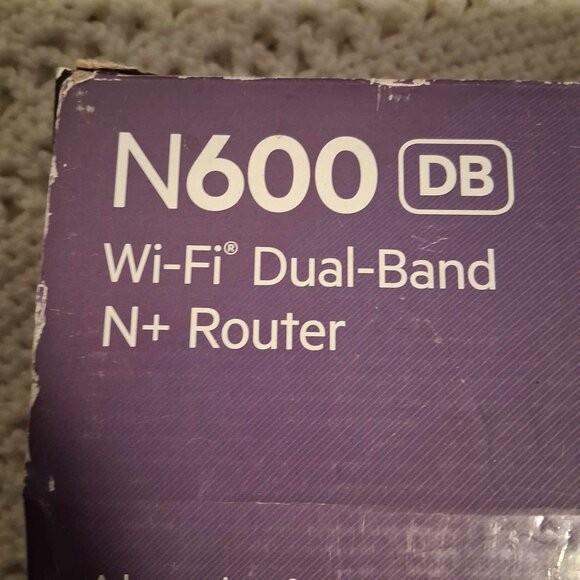 N600 DB
Wi-Fi® Dual-Band
N+ Router